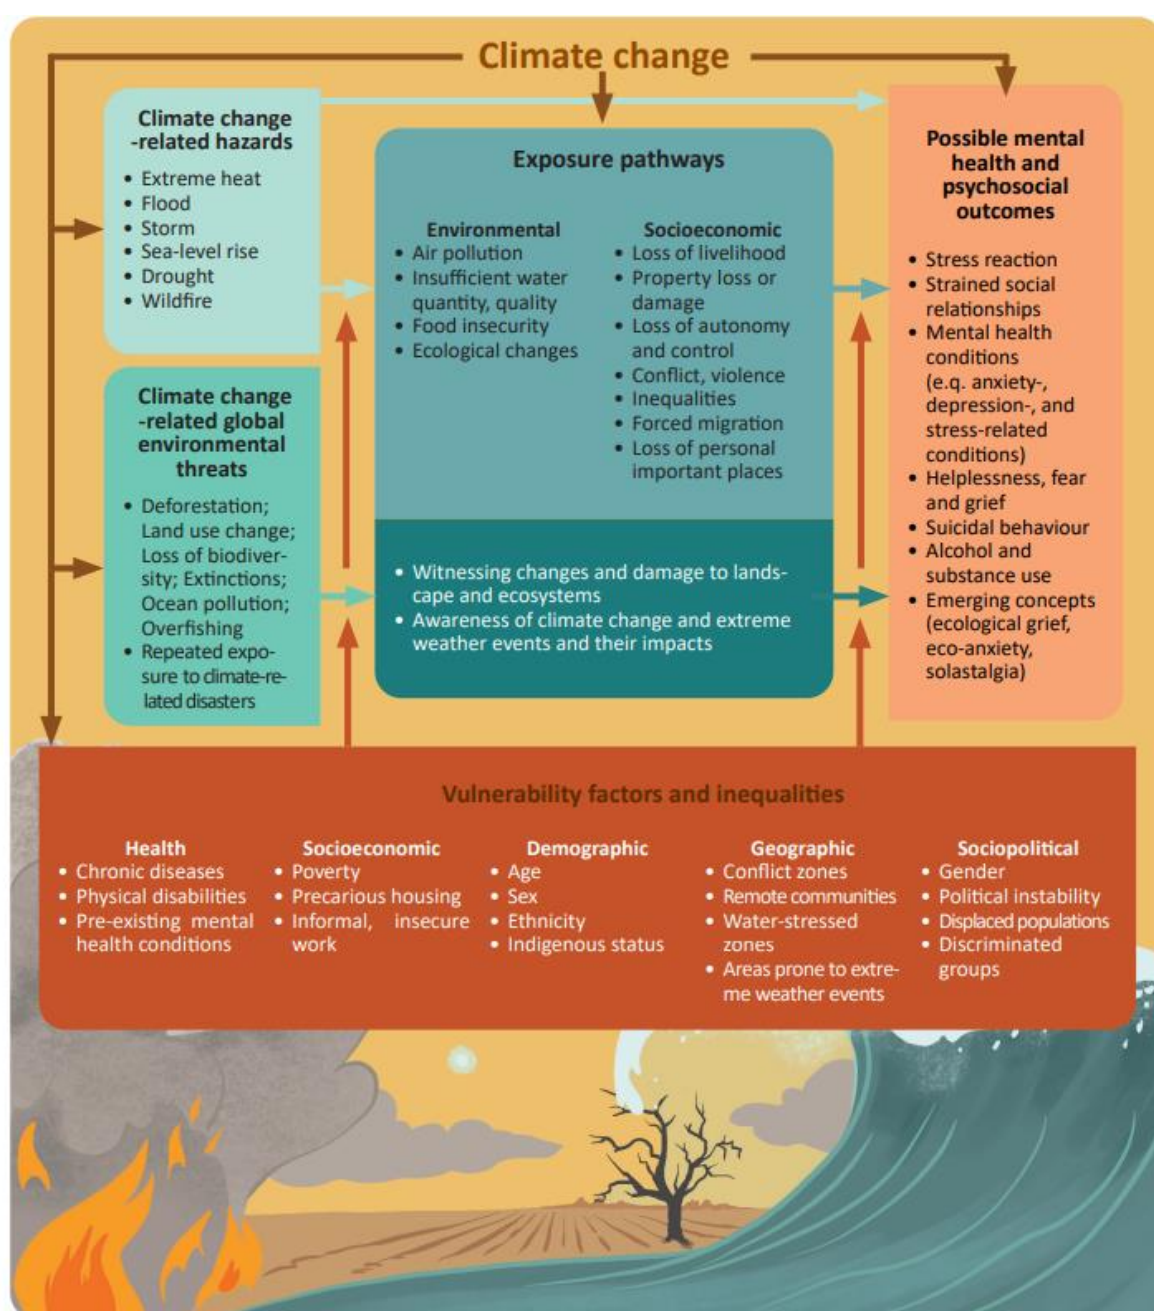 Climate change
Climate change
-related hazards
• Extreme heat
• Flood
• Storm
• Sea-level rise
• Drought
• Wildfire
Climate change
-related global
environmental
threats
• Deforestation;
Land use change;
Loss of biodiver-
sity; Extinctions;
Ocean pollution;
Overfishing
• Repeated expo-
sure to climate-re-
lated disasters
Exposure pathways
Environmental
• Air pollution
• Insufficient water
quantity, quality
• Food insecurity
• Ecological changes
Socioeconomic
• Loss of livelihood
• Property loss or
damage
• Loss of autonomy
and control
• Conflict, violence
• Inequalities
• Forced migration
• Loss of personal
important places
• Witnessing changes and damage to lands-
cape and ecosystems
• Awareness of climate change and extreme
weather events and their impacts
Possible mental
health and
psychosocial
outcomes
• Stress reaction
• Strained social
relationships
• Mental health
conditions
(e.q. anxiety-,
depression-, and
stress-related
conditions)
• Helplessness, fear
and grief
• Suicidal behaviour
• Alcohol and
substance use
• Emerging concepts
(ecological grief,
eco-anxiety,
solastalgia)
Vulnerability factors and inequalities
Health
• Chronic diseases
• Physical disabilities
• Pre-existing mental
health conditions
Socioeconomic
• Poverty
• Precarious housing
• Informal, insecure
work
Demographic
• Age
• Sex
• Ethnicity
• Indigenous status
Geographic
• Conflict zones
• Remote communities
• Water-stressed
zones
• Areas prone to extre-
me weather events
Sociopolitical
• Gender
• Political instability
• Displaced populations
• Discriminated
groups